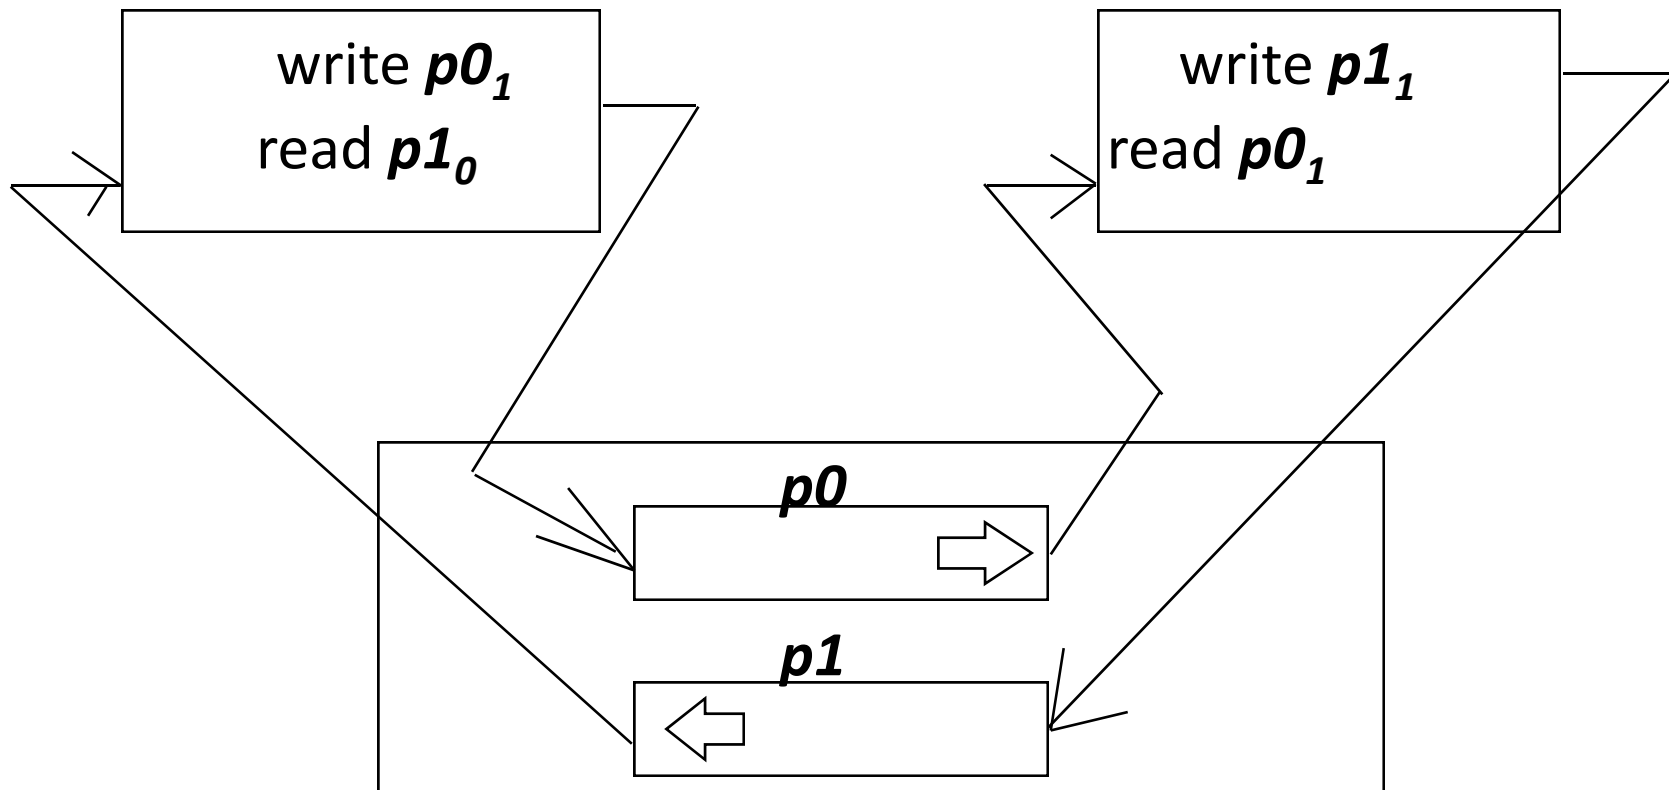 write p0₁
read p1₀
write p1₁
read p0₁
p0
p1